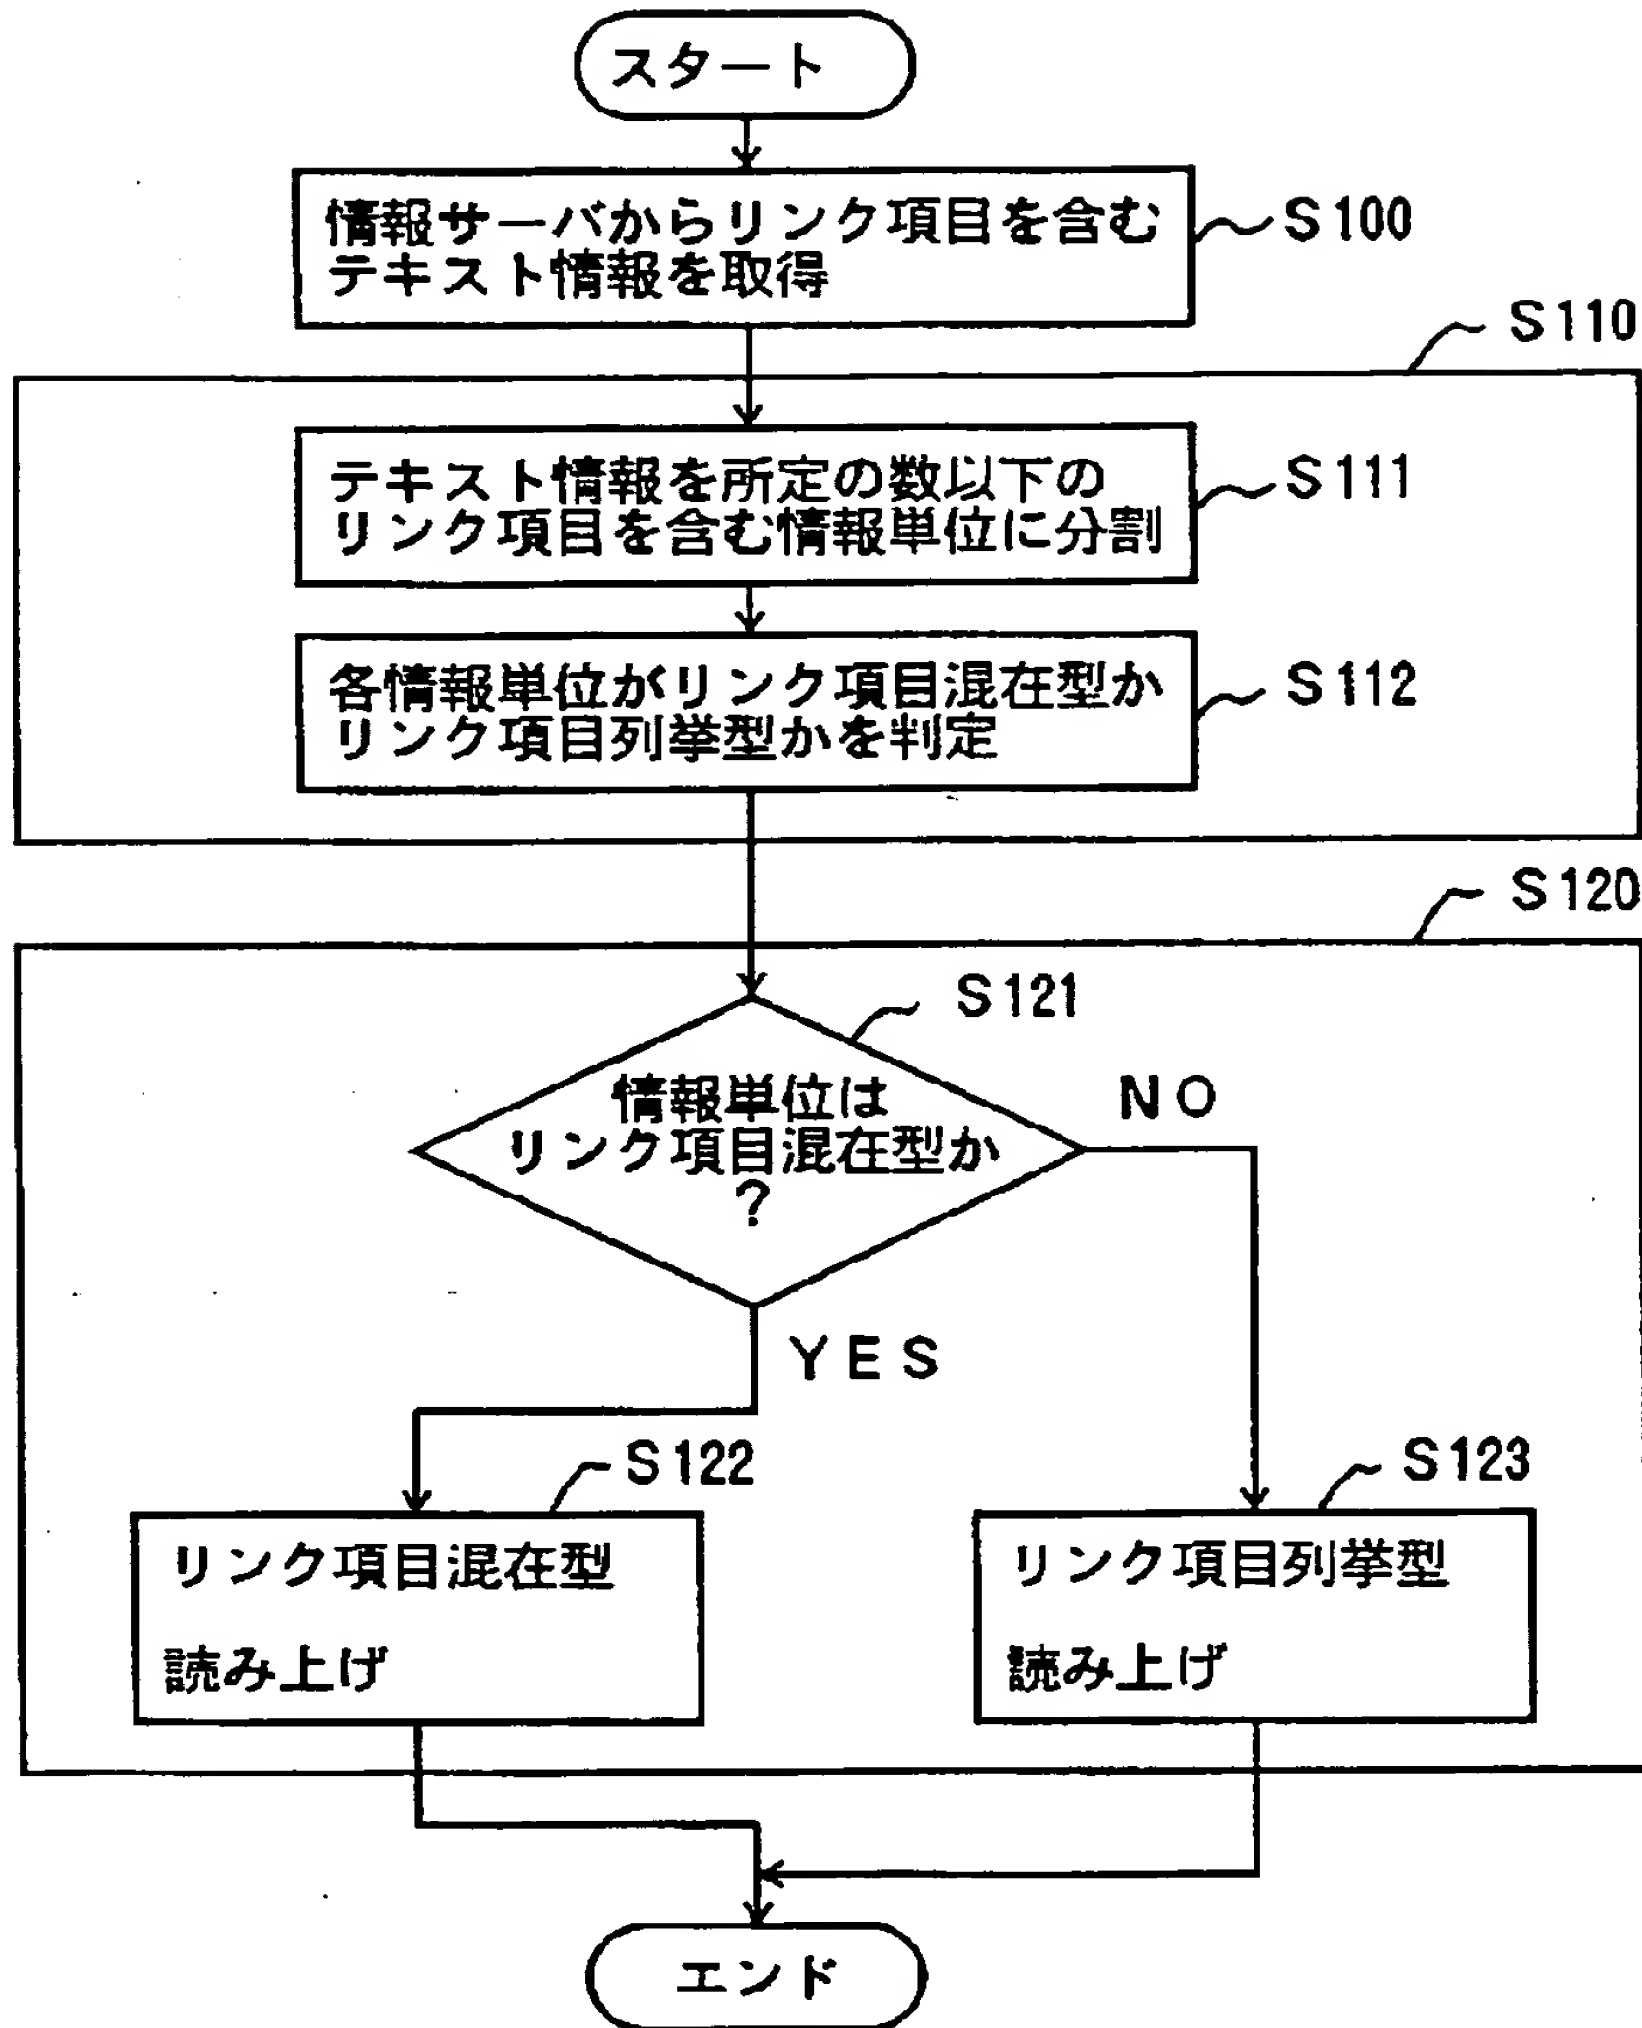 スタート
情報サーバからリンク項目を含む
テキスト情報を取得
S100
S110
テキスト情報を所定の数以下の
リンク項目を含む情報単位に分割
S111
各情報単位がリンク項目混在型か
リンク項目列挙型かを判定
S112
S120
S121
情報単位は
リンク項目混在型か
?
NO
YES
S122
リンク項目混在型
読み上げ
S123
リンク項目列挙型
読み上げ
エンド